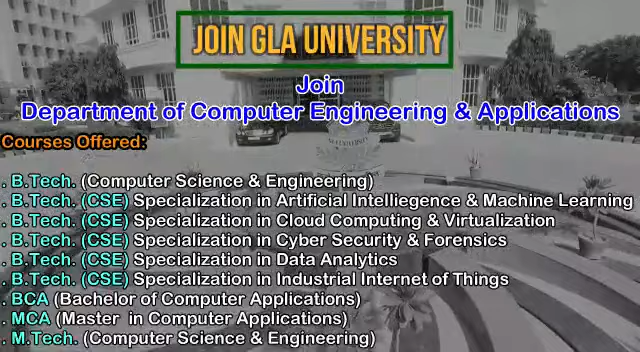 JOIN GLA UNIVERSITY
Join
Department of Computer Engineering & Applications
Courses Offered:
. B.Tech. (Computer Science & Engineering)
. B.Tech. (CSE) Specialization in Artificial Intelliegence & Machine Learning
. B.Tech. (CSE) Specialization in Cloud Computing & Virtualization
. B.Tech. (CSE) Specialization in Cyber Security & Forensics
. B.Tech. (CSE) Specialization in Data Analytics
. B.Tech. (CSE) Specialization in Industrial Internet of Things
. BCA (Bachelor of Computer Applications)
. MCA (Master  in Computer Applications)
. M.Tech. (Computer Science & Engineering)